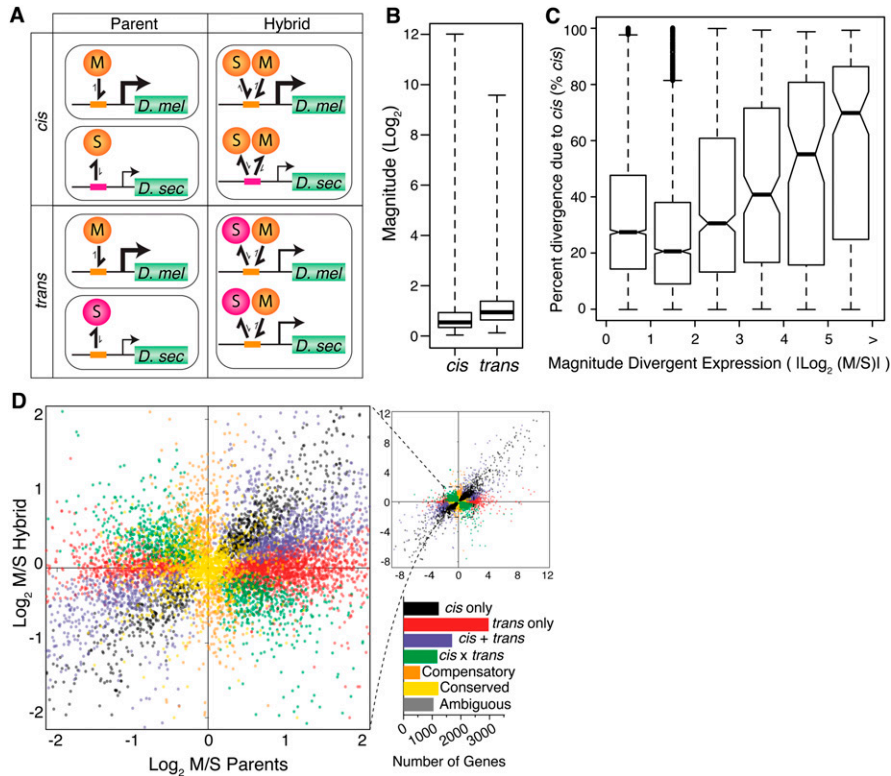 A
Parent
Hybrid
cis
M
D. mel
S M
D. mel
S
D. sec
S M
D. sec
trans
M
D. mel
S M
D. mel
S
D. sec
S M
D. sec
B
Magnitude (Log2)
12
10
8
6
4
2
0
cis trans
C
Percent divergence due to cis (% cis)
100
80
60
40
20
0
0 1 2 3 4 5 >
Magnitude Divergent Expression ( |Log2 (M/S)| )
D
Log2 M/S Hybrid
2
1
0
-1
-2
-2 -1 0 1 2
Log2 M/S Parents
12
8
4
0
-4
-8
-8 -4 0 4 8 12
cis only
trans only
cis + trans
cis x trans
Compensatory
Conserved
Ambiguous
0 1000 2000 3000
Number of Genes